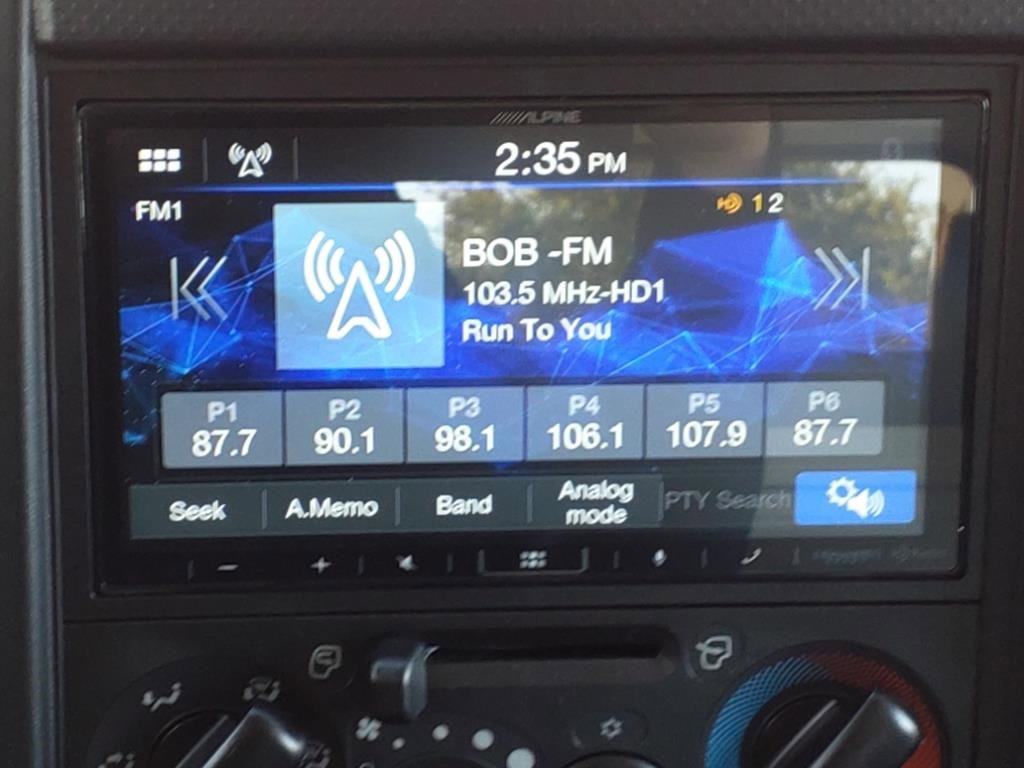 ALPINE
2:35 PM
FM1
12
BOB -FM
103.5 MHz-HD1
Run To You
P1 P2 P3 P4 P5 P6
87.7 90.1 98.1 106.1 107.9 87.7
Seek A.Memo Band Analog mode PTY Search